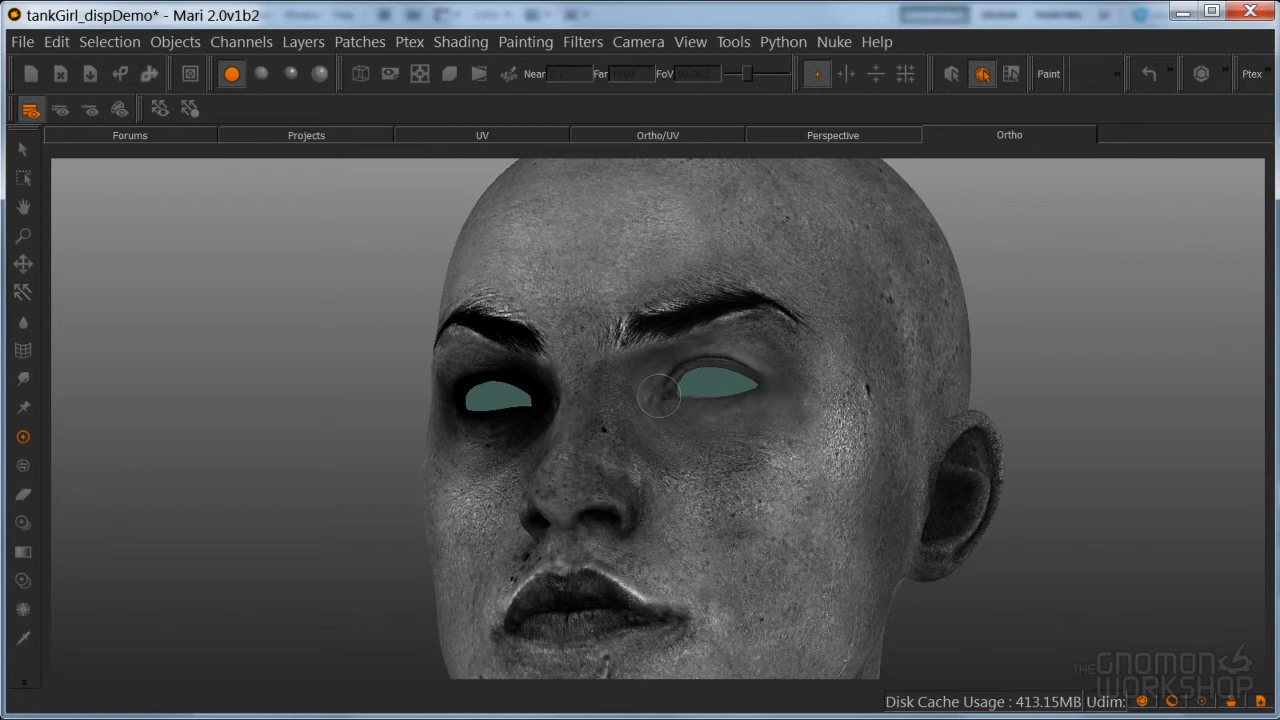 tankGirl_dispDemo* - Mari 2.0v1b2
File Edit Selection Objects Channels Layers Patches Ptex Shading Painting Filters Camera View Tools Python Nuke Help
Near Far FoV Paint » » » Ptex »
Forums Projects UV Ortho/UV Perspective Ortho
THE GNOMON WORKSHOP
Disk Cache Usage : 413.15MB Udim: